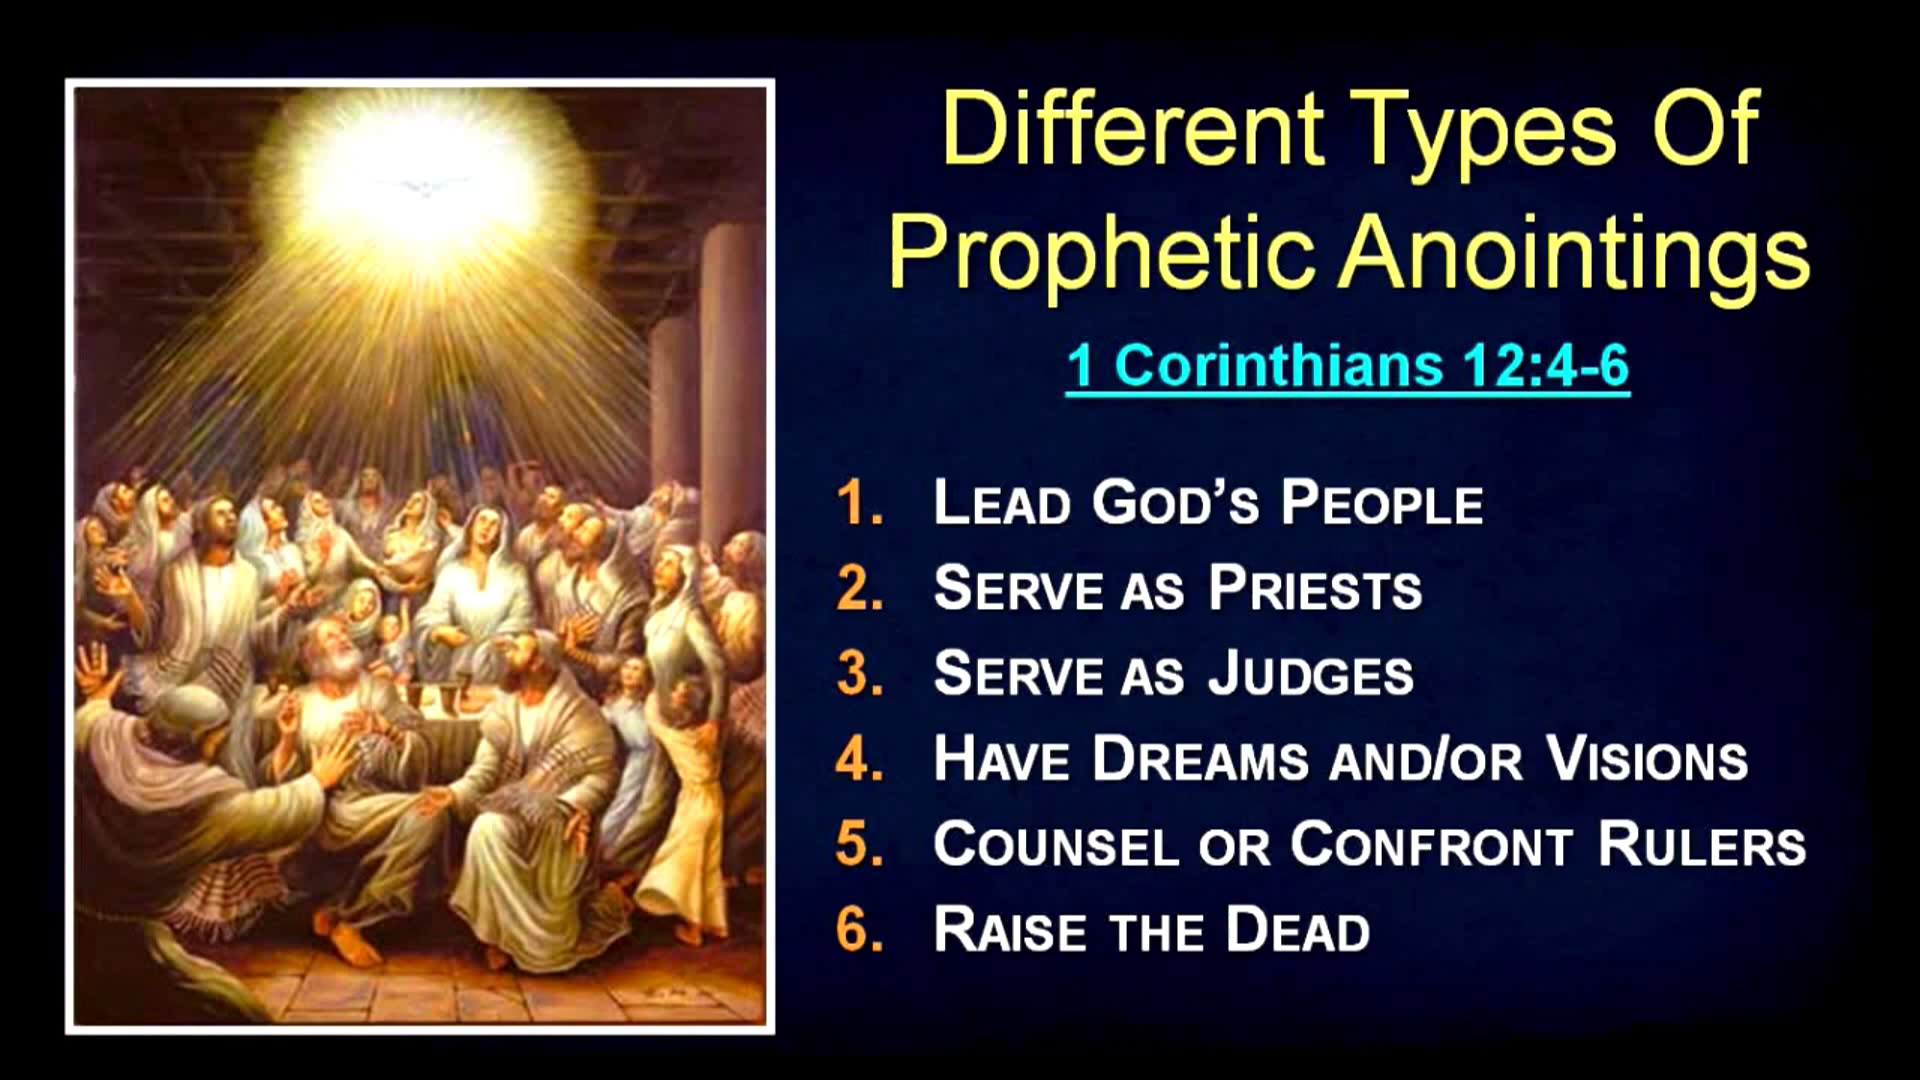 Different Types Of
Prophetic Anointings
1 Corinthians 12:4-6
1. LEAD GOD’S PEOPLE
2. SERVE AS PRIESTS
3. SERVE AS JUDGES
4. HAVE DREAMS AND/OR VISIONS
5. COUNSEL OR CONFRONT RULERS
6. RAISE THE DEAD